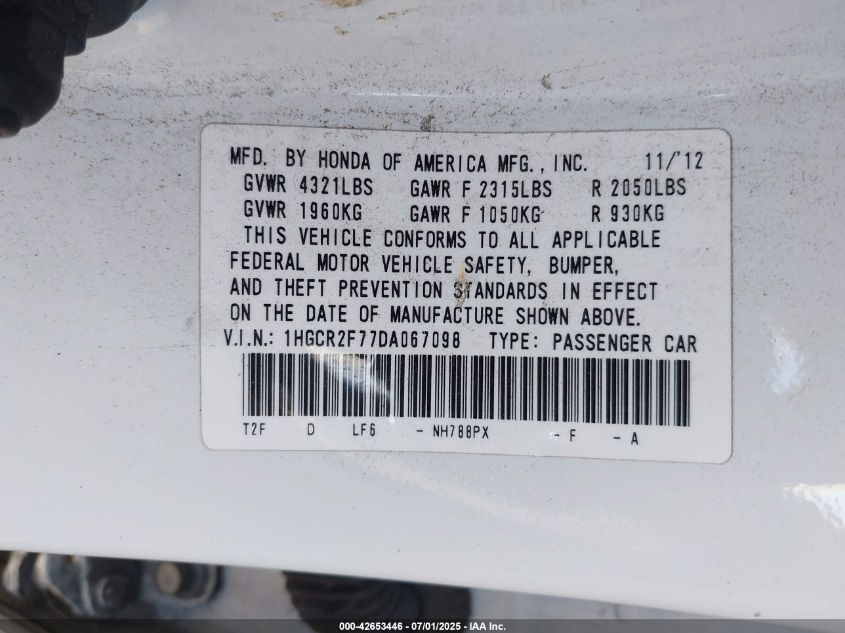 MFD. BY HONDA OF AMERICA MFG., INC. 11/'12
GVWR 4321LBS GAWR F 2315LBS R 2050LBS
GVWR 1960KG GAWR F 1050KG R 930KG
THIS VEHICLE CONFORMS TO ALL APPLICABLE
FEDERAL MOTOR VEHICLE SAFETY, BUMPER,
AND THEFT PREVENTION STANDARDS IN EFFECT
ON THE DATE OF MANUFACTURE SHOWN ABOVE.
V.I.N.: 1HGCR2F77DA067098 TYPE: PASSENGER CAR
T2F D LF6 - NH788PX - F - A
000-42653446 - 07/01/2025 - IAA Inc.